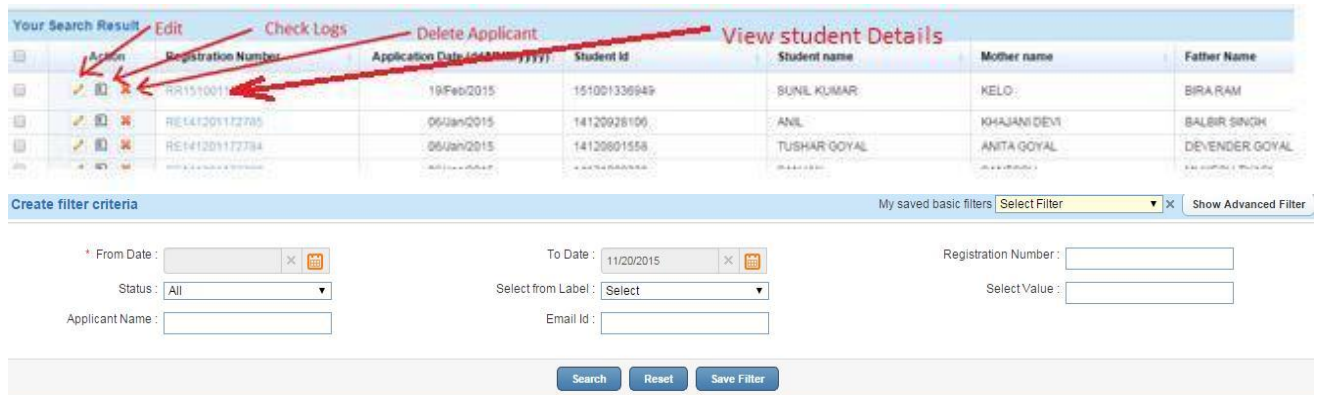 Your Search Result Edit Check Logs Delete Applicant View student Details
Action Registration Number Application Date Student Id Student name Mother name Father Name
19/Feb/2015 151001336949 SUNIL KUMAR KELO BIRA RAM
RE141201172785 06/Jan/2015 14120928106 ANIL KHAJANI DEVI BALBIR SINGH
RE141201172784 06/Jan/2015 14120801558 TUSHAR GOYAL ANITA GOYAL DEVENDER GOYAL
Create filter criteria My saved basic filters Select Filter Show Advanced Filter
* From Date : To Date : 11/20/2015 Registration Number :
Status : All Select from Label : Select Select Value :
Applicant Name : Email Id :
Search Reset Save Filter